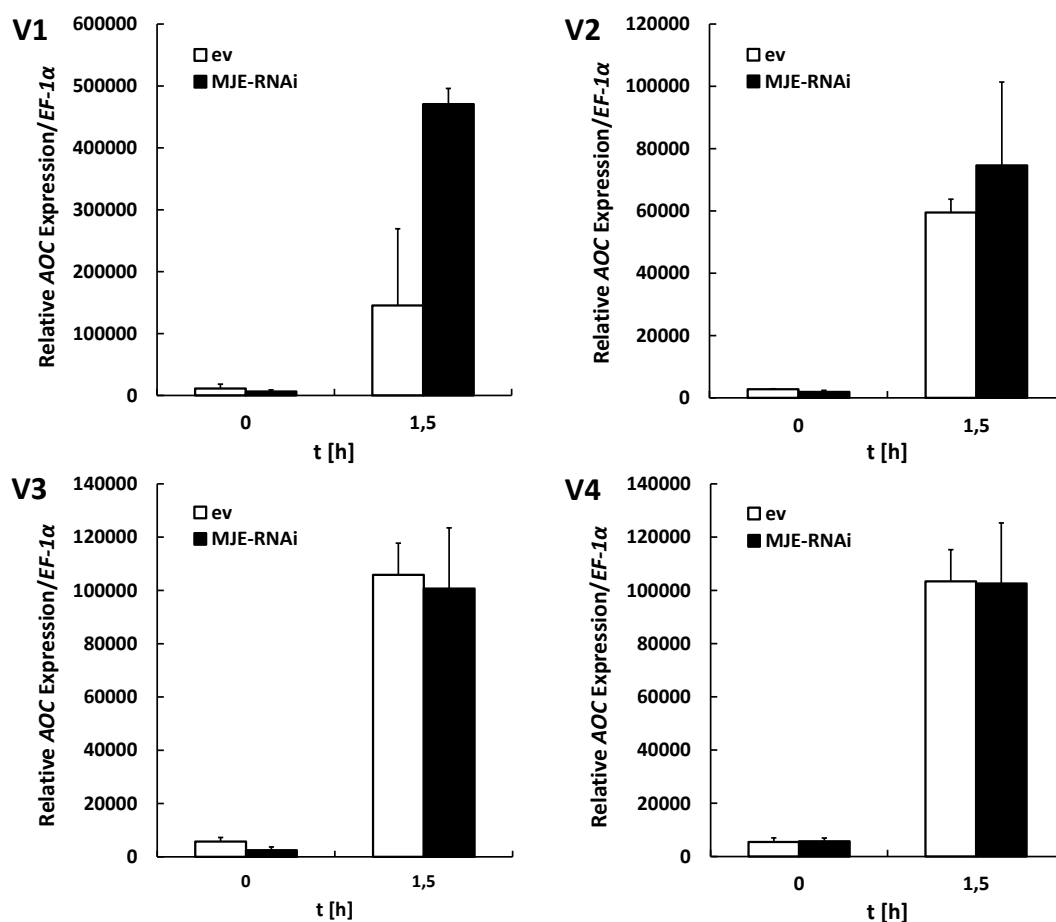 V1
Relative AOC Expression/EF-1α
600000
500000
400000
300000
200000
100000
0
ev
MJE-RNAi
0
1,5
t [h]
V2
Relative AOC Expression/EF-1α
120000
100000
80000
60000
40000
20000
0
ev
MJE-RNAi
0
1,5
t [h]
V3
Relative AOC Expression/EF-1α
140000
120000
100000
80000
60000
40000
20000
0
ev
MJE-RNAi
0
1,5
t [h]
V4
Relative AOC Expression/EF-1α
140000
120000
100000
80000
60000
40000
20000
0
ev
MJE-RNAi
0
1,5
t [h]